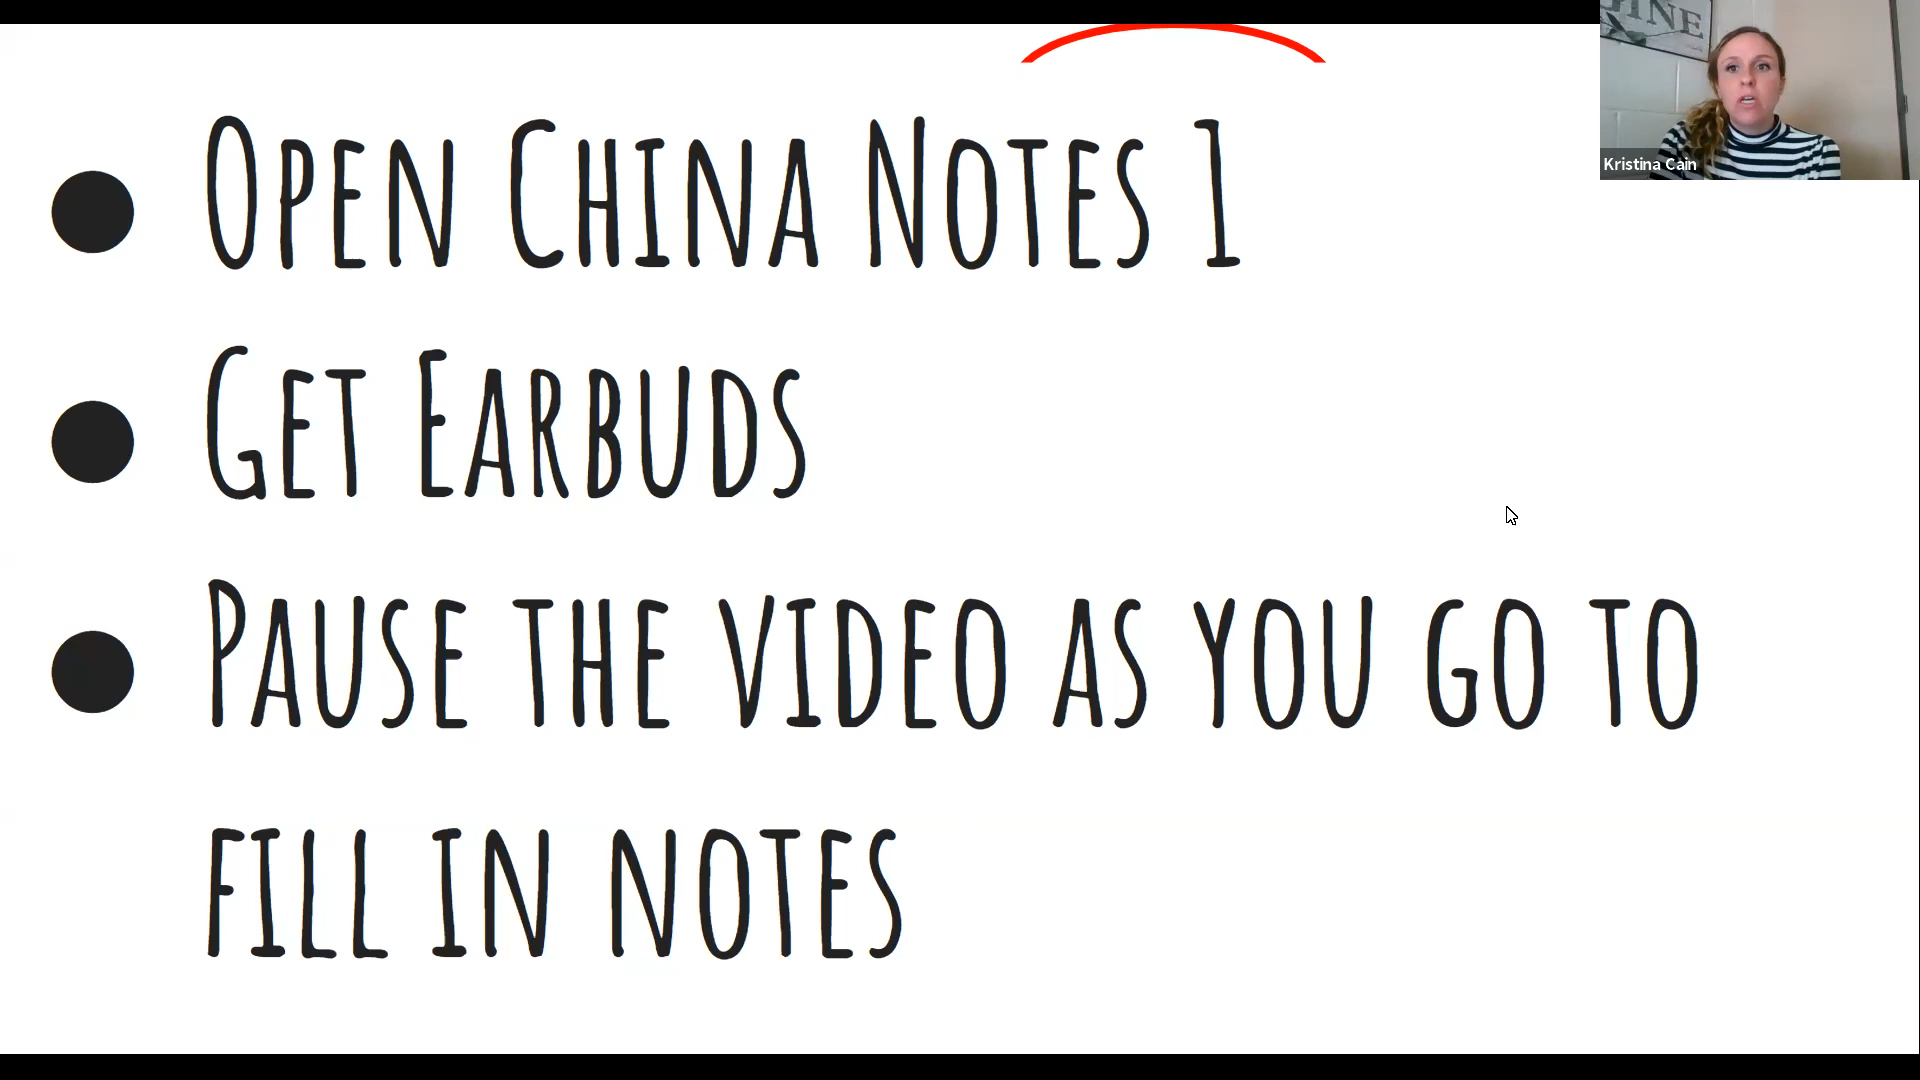 Open China Notes 1
Get Earbuds
Pause the video as you go to
fill in notes
Kristina Cain